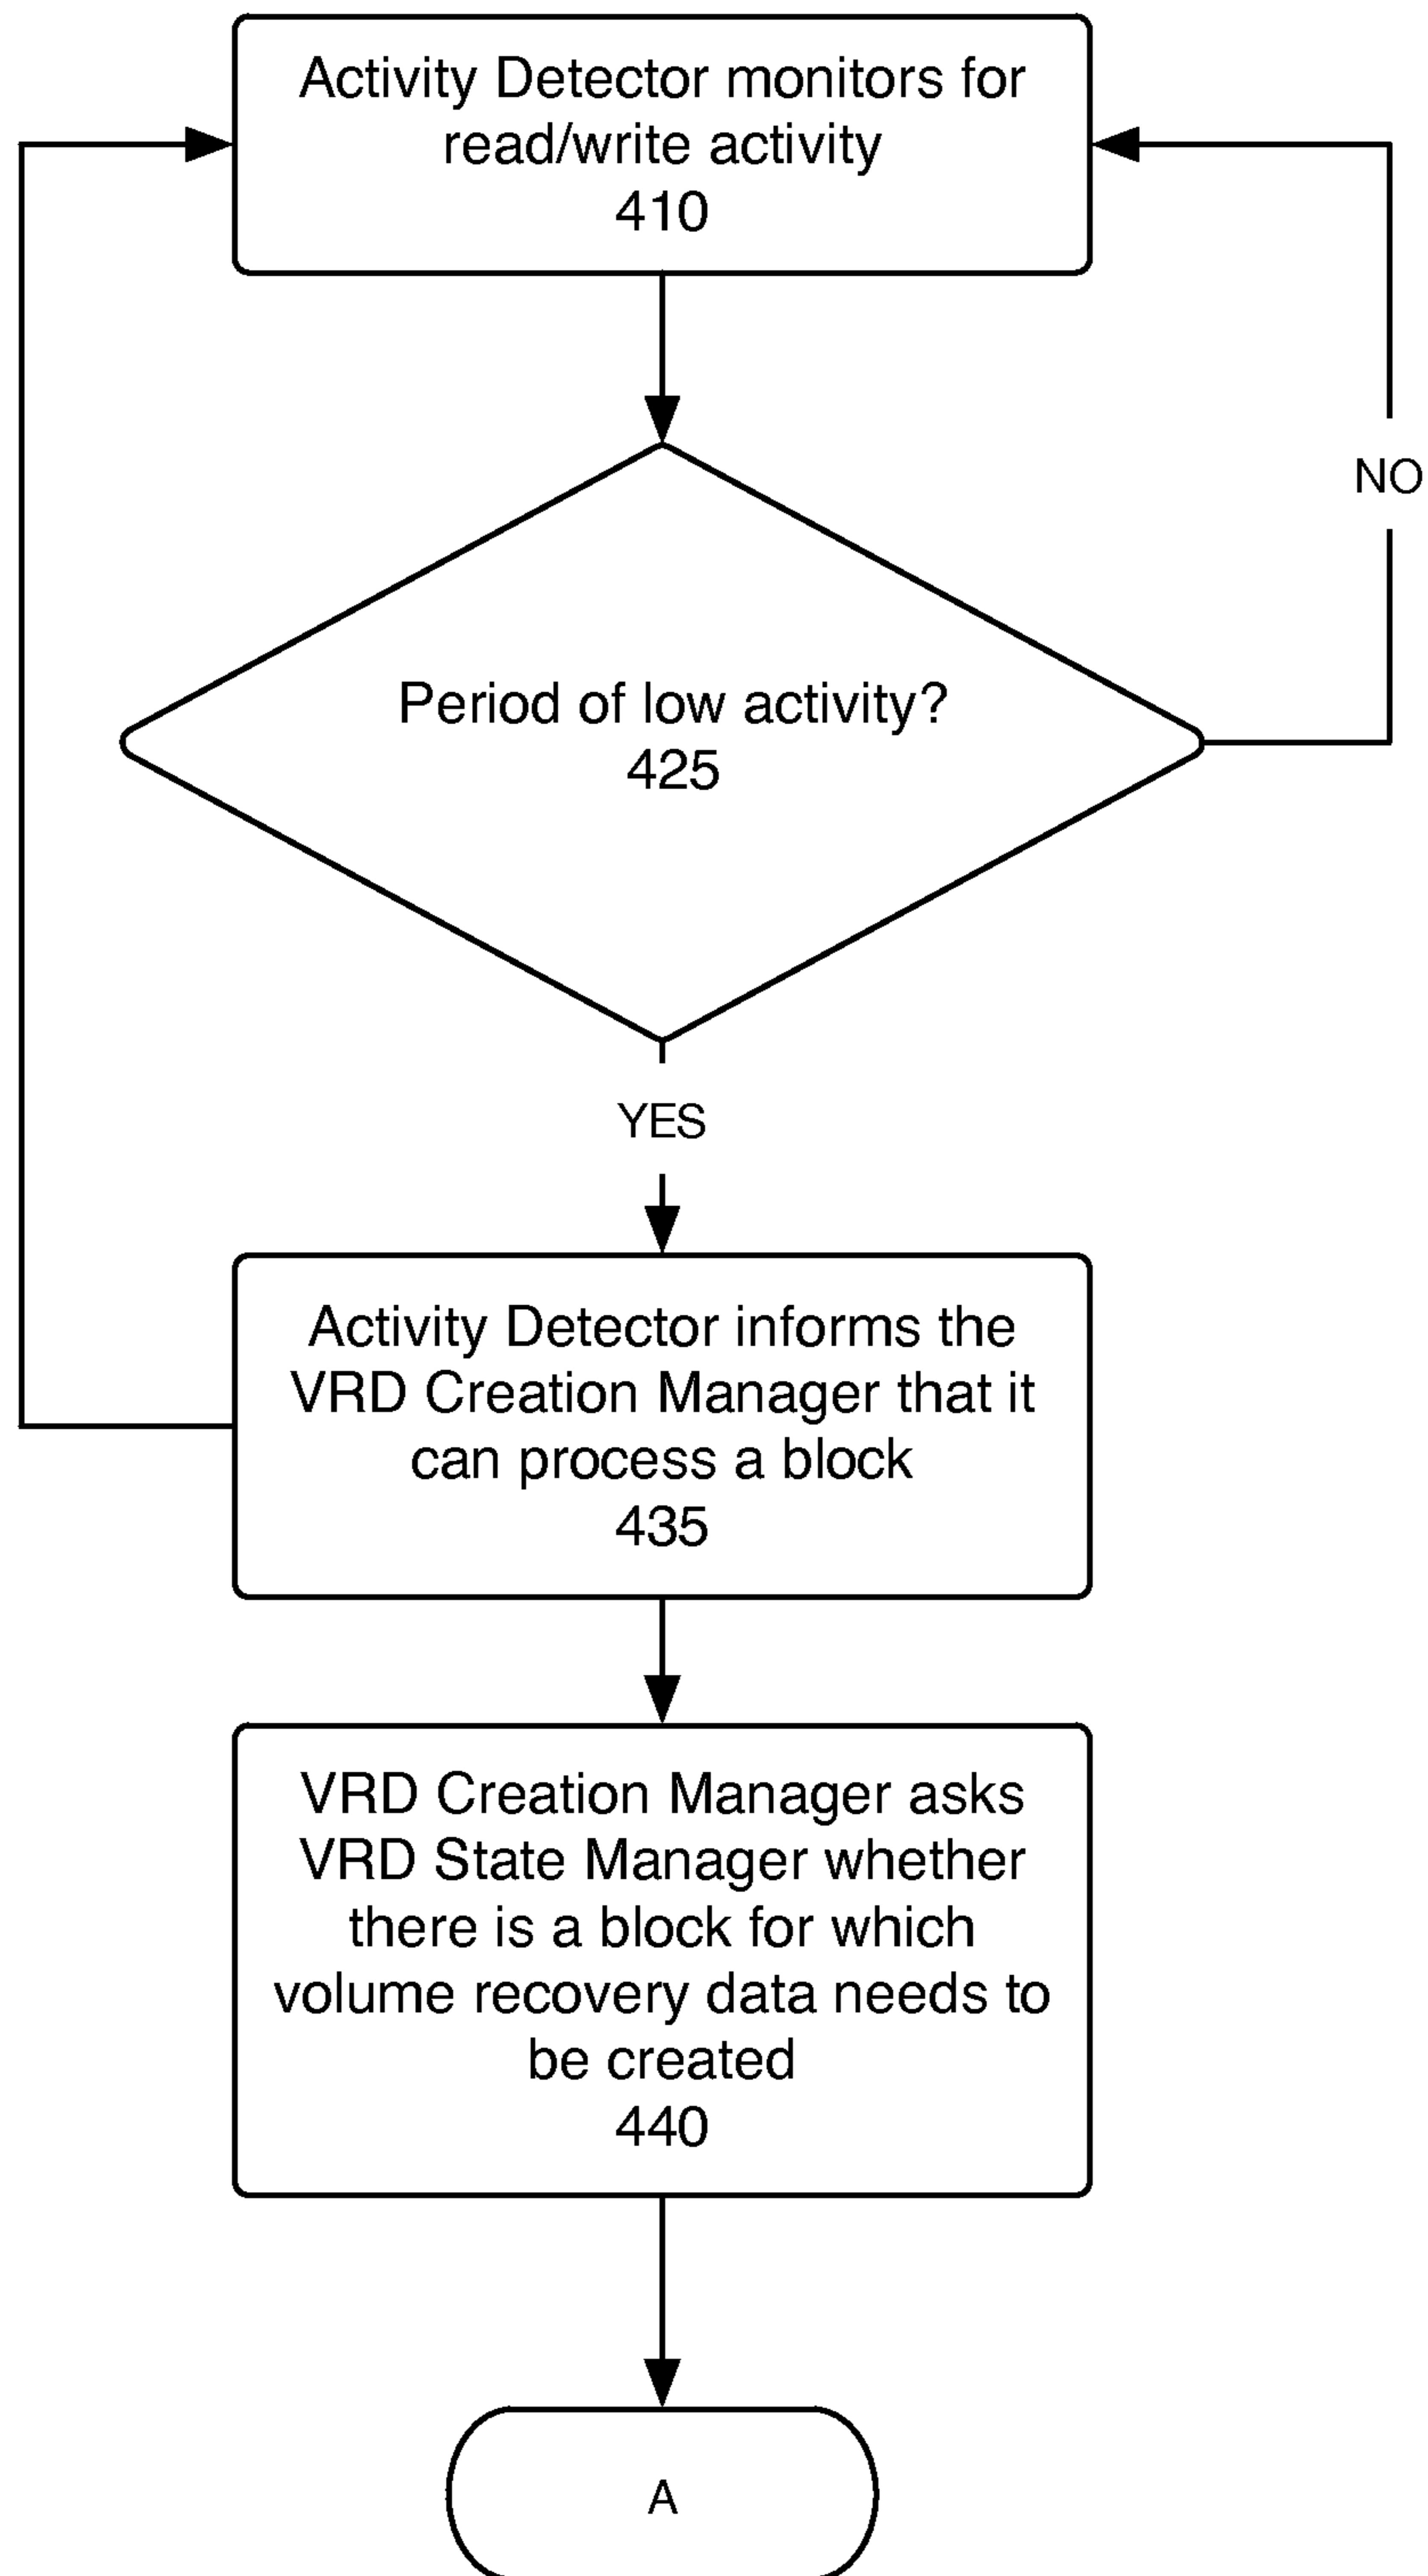 Activity Detector monitors for
read/write activity
410
NO
Period of low activity?
425
YES
Activity Detector informs the
VRD Creation Manager that it
can process a block
435
VRD Creation Manager asks
VRD State Manager whether
there is a block for which
volume recovery data needs to
be created
440
A